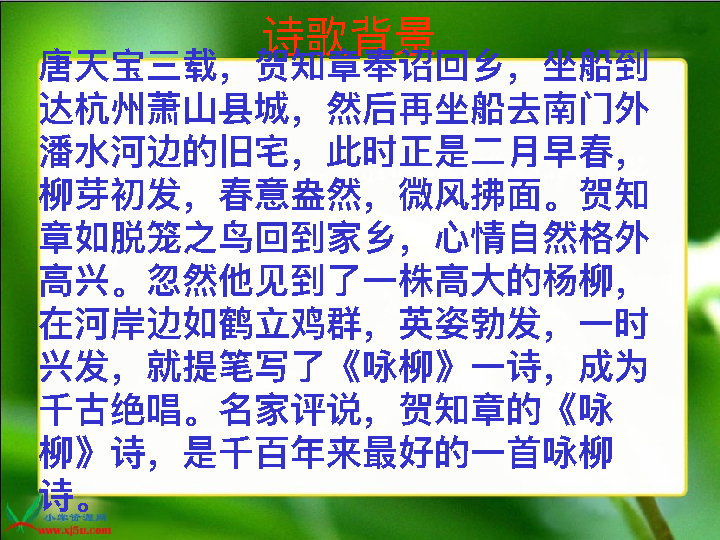 诗歌背景
唐天宝三载，贺知章奉诏回乡，坐船到
达杭州萧山县城，然后再坐船去南门外
潘水河边的旧宅，此时正是二月早春，
柳芽初发，春意盎然，微风拂面。贺知
章如脱笼之鸟回到家乡，心情自然格外
高兴。忽然他见到了一株高大的杨柳，
在河岸边如鹤立鸡群，英姿勃发，一时
兴发，就提笔写了《咏柳》一诗，成为
千古绝唱。名家评说，贺知章的《咏
柳》诗，是千百年来最好的一首咏柳
诗。
小学资源网
www.xj5u.com